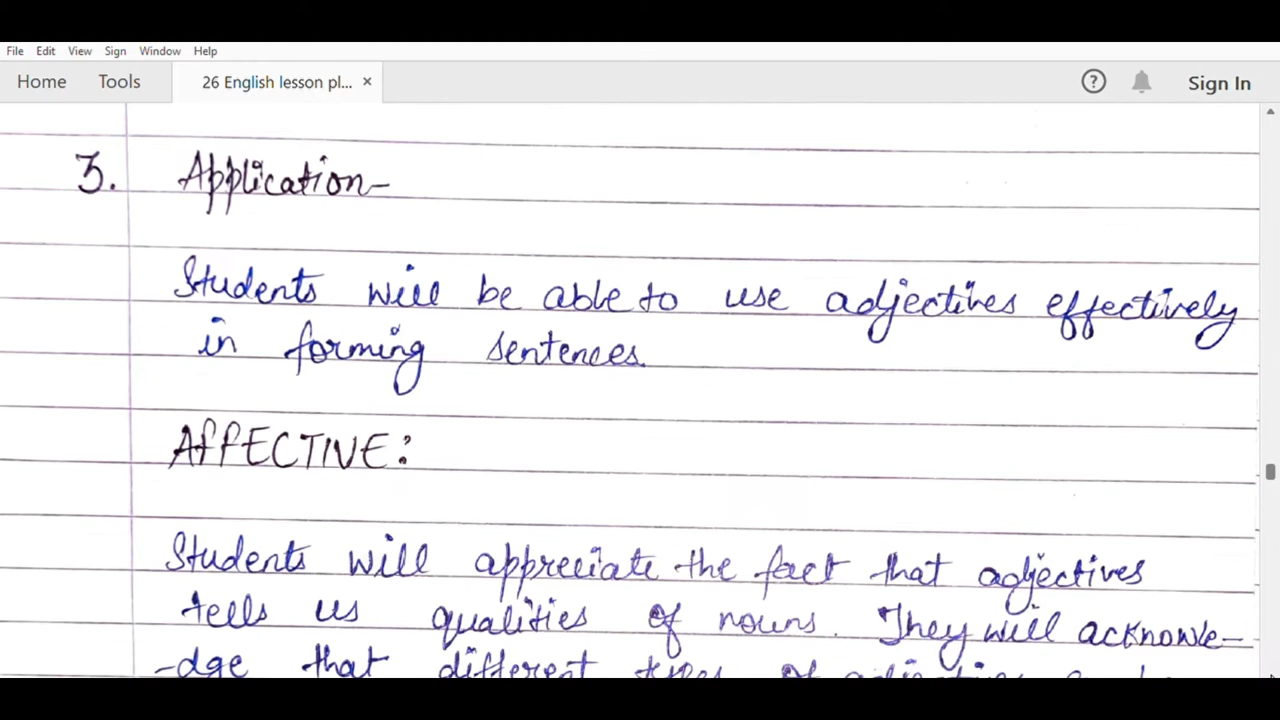 File Edit View Sign Window Help
Home Tools 26 English lesson pl... × ? Sign In
3. Application-
Students will be able to use adjectives effectively
in forming sentences.
AFFECTIVE:
Students will appreciate the fact that adjectives
tells us qualities of nouns. They will acknowle-
-dge that different types of